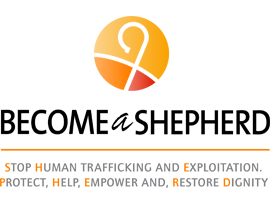 BECOME a SHEPHERD
STOP HUMAN TRAFFICKING AND EXPLOITATION.
PROTECT, HELP, EMPOWER AND, RESTORE DIGNITY